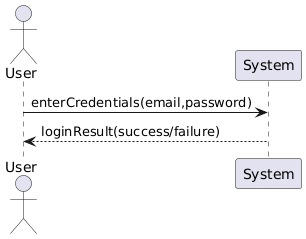 User
System
enterCredentials(email,password)
loginResult(success/failure)
User
System